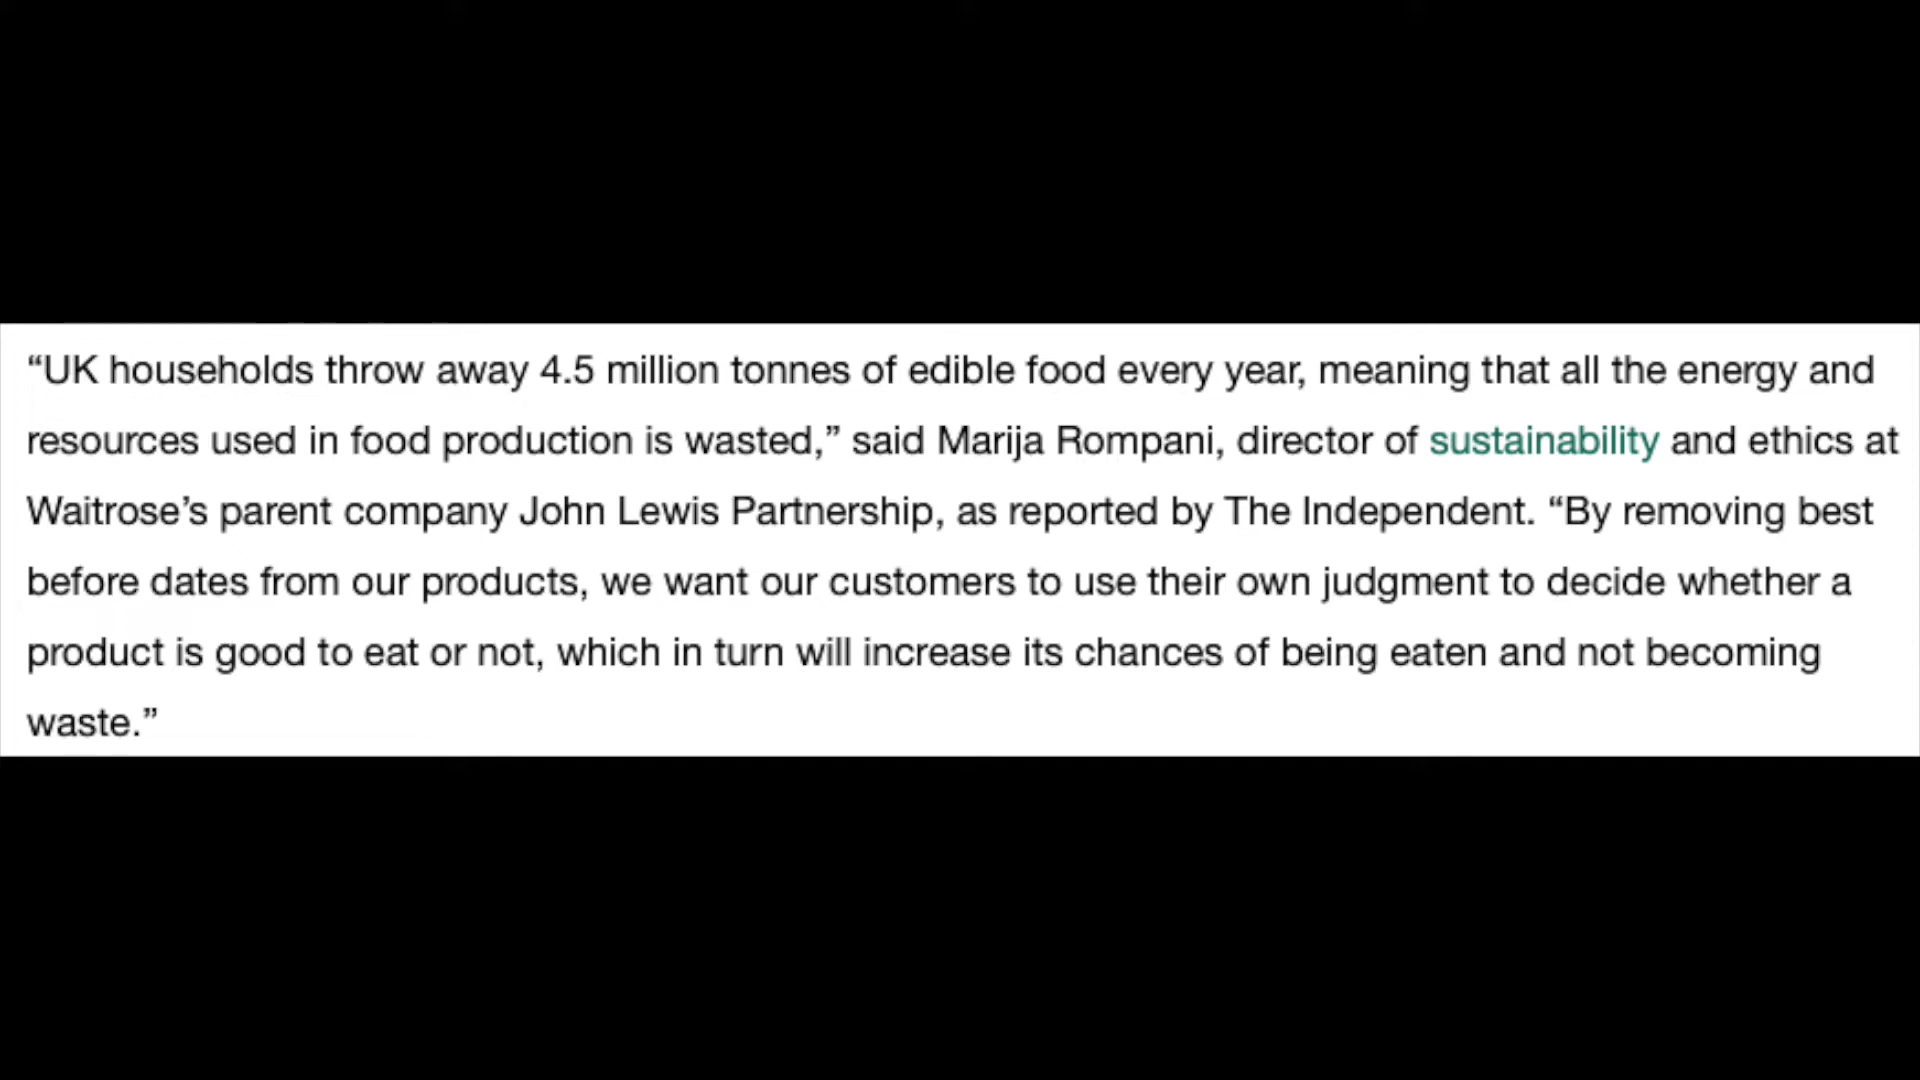 “UK households throw away 4.5 million tonnes of edible food every year, meaning that all the energy and
resources used in food production is wasted,” said Marija Rompani, director of sustainability and ethics at
Waitrose’s parent company John Lewis Partnership, as reported by The Independent. “By removing best
before dates from our products, we want our customers to use their own judgment to decide whether a
product is good to eat or not, which in turn will increase its chances of being eaten and not becoming
waste.”